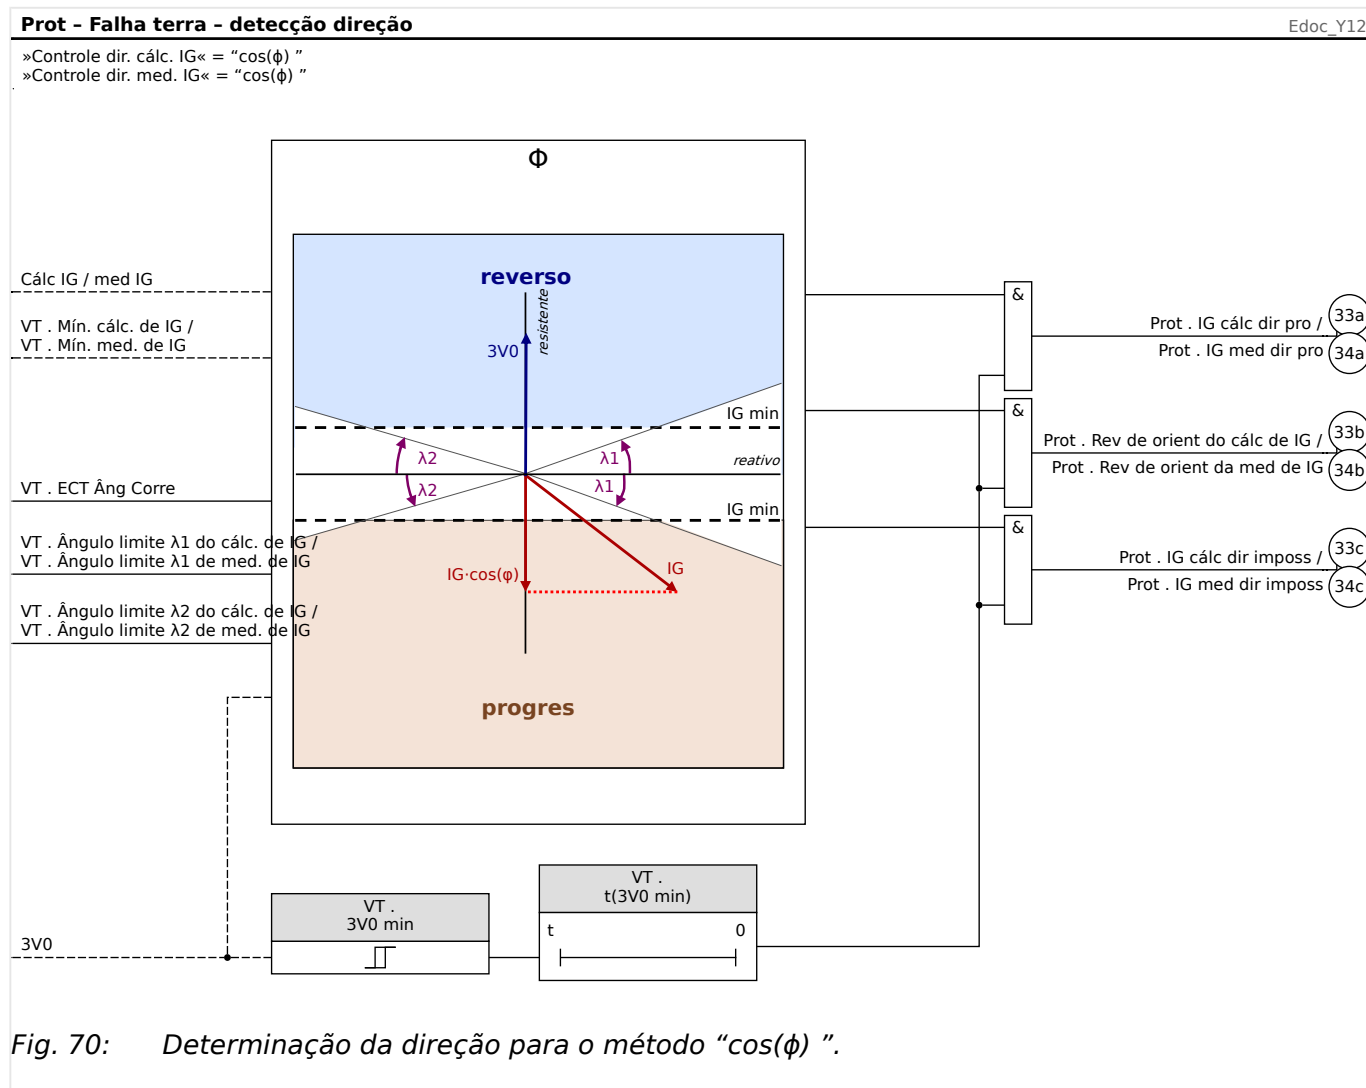 Prot – Falha terra – detecção direção
Edoc_Y12
»Controle dir. cálc. IG« = “cos(ϕ) ”
»Controle dir. med. IG« = “cos(ϕ) ”
Φ
Cálc IG / med IG
VT . Mín. cálc. de IG /
VT . Mín. med. de IG
VT . ECT Âng Corre
VT . Ângulo limite λ1 do cálc. de IG /
VT . Ângulo limite λ1 de med. de IG
VT . Ângulo limite λ2 do cálc. de IG /
VT . Ângulo limite λ2 de med. de IG
3V0
reverso
resistente
3V0
IG min
λ2
λ1
reativo
λ2
λ1
IG min
IG·cos(φ)
IG
progres
VT .
3V0 min
VT .
t(3V0 min)
t
0
&
Prot . IG cálc dir pro /
33a
Prot . IG med dir pro
34a
&
Prot . Rev de orient do cálc de IG /
33b
Prot . Rev de orient da med de IG
34b
&
Prot . IG cálc dir imposs /
33c
Prot . IG med dir imposs
34c
Fig. 70: Determinação da direção para o método “cos(ϕ) ”.